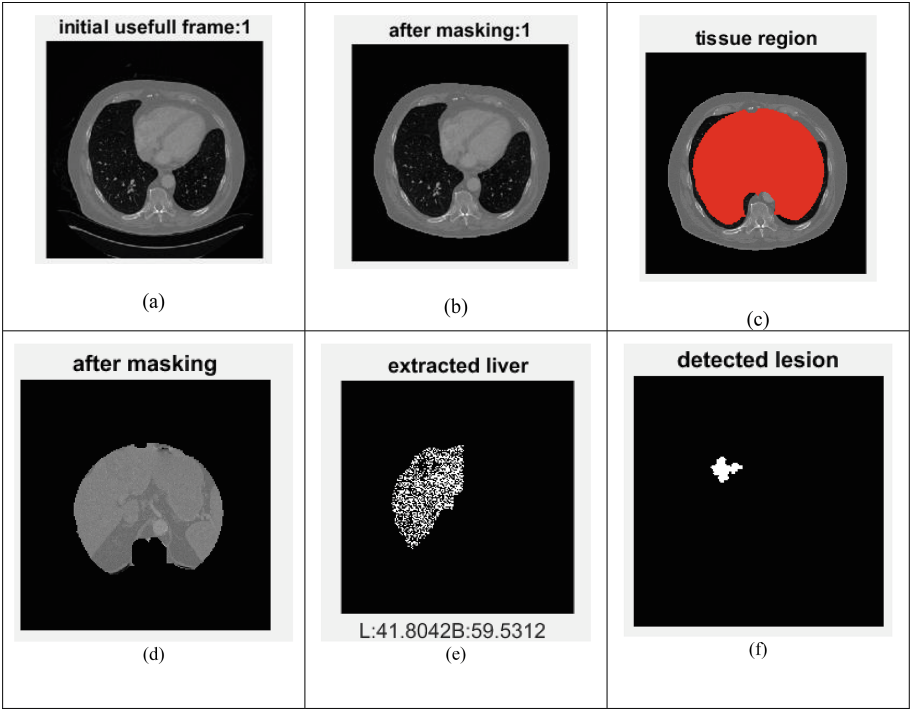 initial usefull frame:1
after masking:1
tissue region
(a)
(b)
(c)
after masking
extracted liver
detected lesion
L:41.8042B:59.5312
(d)
(e)
(f)